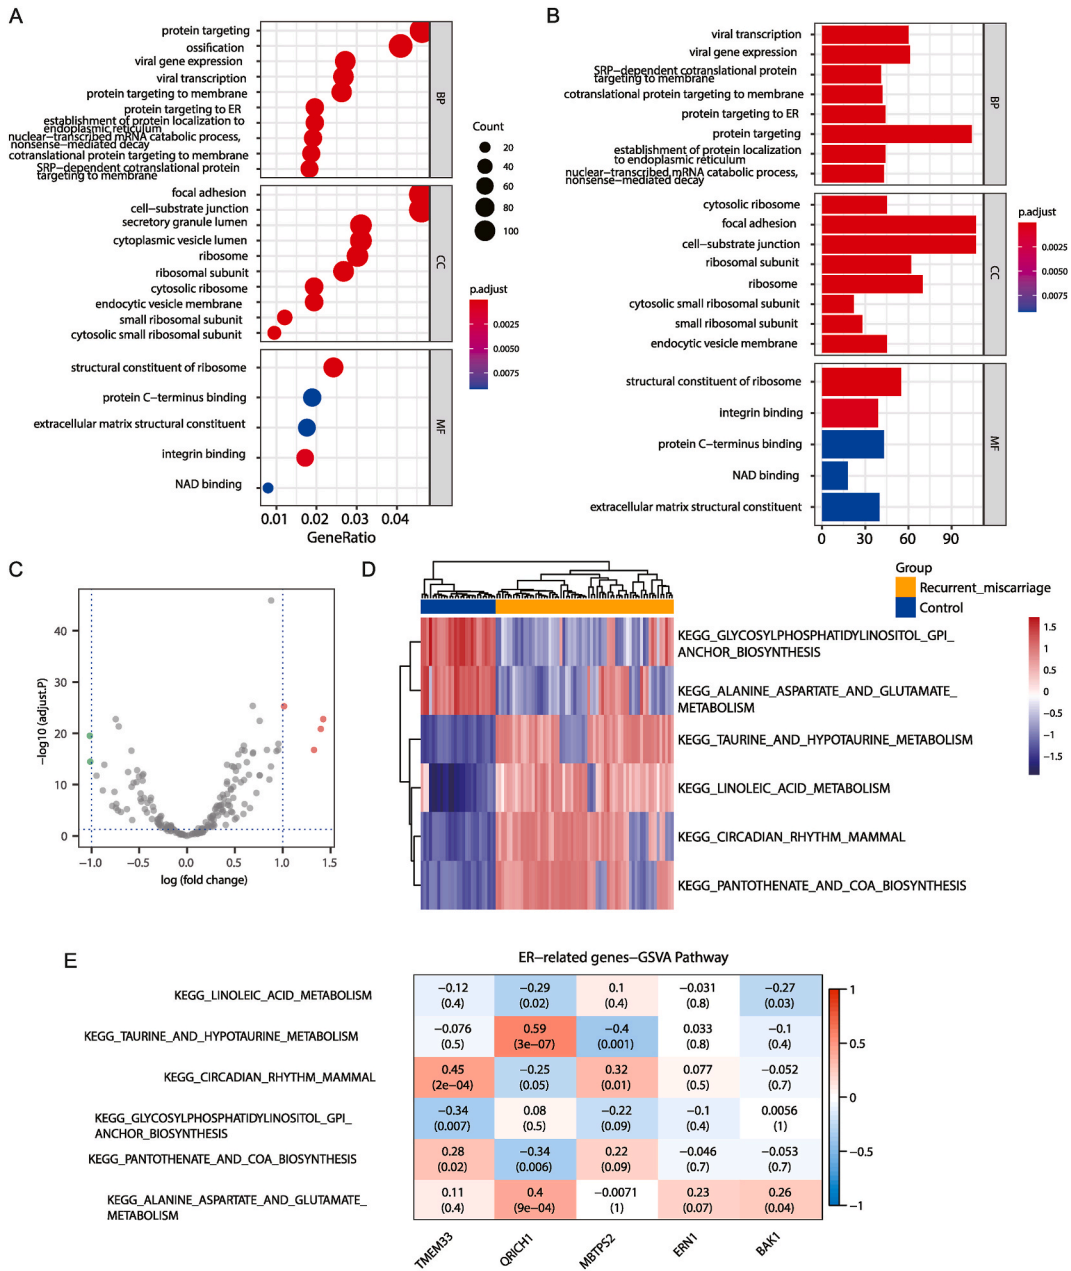 A
protein targeting
ossification
viral gene expression
viral transcription
protein targeting to membrane
protein targeting to ER
establishment of protein localization to
endoplasmic reticulum
nuclear−transcribed mRNA catabolic process,
nonsense−mediated decay
cotranslational protein targeting to membrane
SRP−dependent cotranslational protein
targeting to membrane
BP
focal adhesion
cell−substrate junction
secretory granule lumen
cytoplasmic vesicle lumen
ribosome
ribosomal subunit
cytosolic ribosome
endocytic vesicle membrane
small ribosomal subunit
cytosolic small ribosomal subunit
CC
structural constituent of ribosome
protein C−terminus binding
extracellular matrix structural constituent
integrin binding
NAD binding
MF
0.01 0.02 0.03 0.04
GeneRatio
Count
20
40
60
80
100
p.adjust
0.0025
0.0050
0.0075
B
viral transcription
viral gene expression
SRP−dependent cotranslational protein
targeting to membrane
cotranslational protein targeting to membrane
protein targeting to ER
protein targeting
establishment of protein localization
to endoplasmic reticulum
nuclear−transcribed mRNA catabolic process,
nonsense−mediated decay
BP
cytosolic ribosome
focal adhesion
cell−substrate junction
ribosomal subunit
ribosome
cytosolic small ribosomal subunit
small ribosomal subunit
endocytic vesicle membrane
CC
structural constituent of ribosome
integrin binding
protein C−terminus binding
NAD binding
extracellular matrix structural constituent
MF
0 30 60 90
p.adjust
0.0025
0.0050
0.0075
C
−log10 (adjust.P)
40
30
20
10
0
−1.0 −0.5 0.0 0.5 1.0 1.5
log (fold change)
D
Group
Recurrent_miscarriage
Control
KEGG_GLYCOSYLPHOSPHATIDYLINOSITOL_GPI_
ANCHOR_BIOSYNTHESIS
KEGG_ALANINE_ASPARTATE_AND_GLUTAMATE_
METABOLISM
KEGG_TAURINE_AND_HYPOTAURINE_METABOLISM
KEGG_LINOLEIC_ACID_METABOLISM
KEGG_CIRCADIAN_RHYTHM_MAMMAL
KEGG_PANTOTHENATE_AND_COA_BIOSYNTHESIS
1.5
1
0.5
0
−0.5
−1
−1.5
E
ER−related genes−GSVA Pathway
KEGG_LINOLEIC_ACID_METABOLISM
−0.12 −0.29 0.1 −0.031 −0.27
(0.4) (0.02) (0.4) (0.8) (0.03)
KEGG_TAURINE_AND_HYPOTAURINE_METABOLISM
−0.076 0.59 −0.4 0.033 −0.1
(0.5) (3e−07) (0.001) (0.8) (0.4)
KEGG_CIRCADIAN_RHYTHM_MAMMAL
0.45 −0.25 0.32 0.077 −0.052
(2e−04) (0.05) (0.01) (0.5) (0.7)
KEGG_GLYCOSYLPHOSPHATIDYLINOSITOL_GPI_
ANCHOR_BIOSYNTHESIS
−0.34 0.08 −0.22 −0.1 0.0056
(0.007) (0.5) (0.09) (0.4) (1)
KEGG_PANTOTHENATE_AND_COA_BIOSYNTHESIS
0.28 −0.34 0.22 −0.046 −0.053
(0.02) (0.006) (0.09) (0.7) (0.7)
KEGG_ALANINE_ASPARTATE_AND_GLUTAMATE_
METABOLISM
0.11 0.4 −0.0071 0.23 0.26
(0.4) (9e−04) (1) (0.07) (0.04)
TMEM33 QRICH1 MBTPS2 ERN1 BAK1
1
0.5
0
−0.5
−1